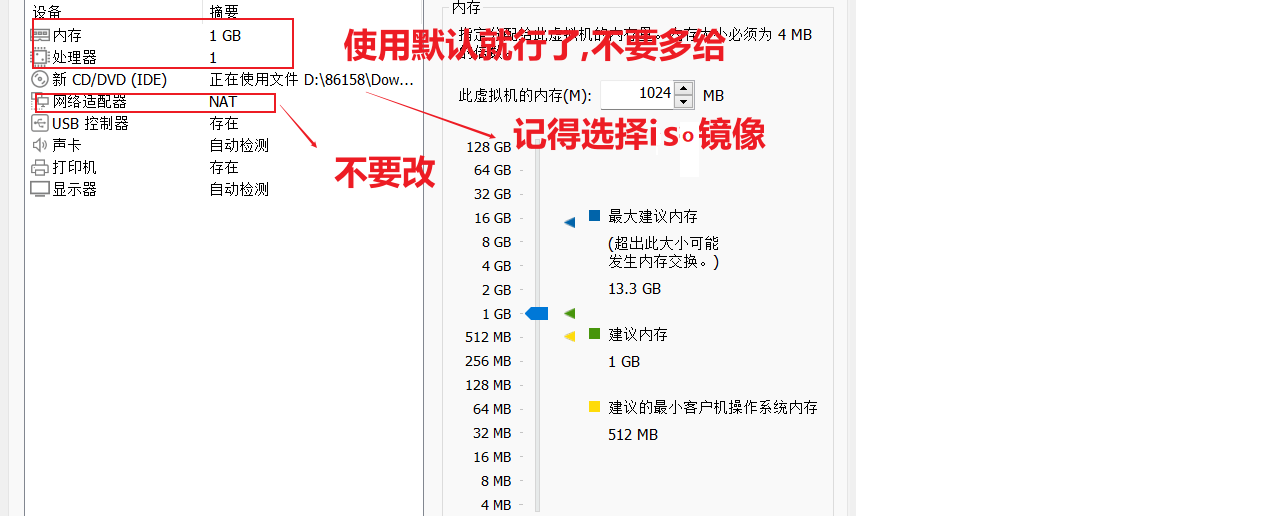 设备 摘要
内存 1 GB
处理器 1
新 CD/DVD (IDE) 正在使用文件 D:\86158\Dow...
网络适配器 NAT
USB 控制器 存在
声卡 自动检测
打印机 存在
显示器 自动检测
使用默认就行了,不要多给
记得选择iso镜像
不要改
内存
指定分配给此虚拟机的内存量。内存大小必须为 4 MB
的倍数。
此虚拟机的内存(M): 1024 MB
128 GB
64 GB
32 GB
16 GB
8 GB
4 GB
2 GB
1 GB
512 MB
256 MB
128 MB
64 MB
32 MB
16 MB
8 MB
4 MB
最大建议内存
(超出此大小可能
发生内存交换。)
13.3 GB
建议内存
1 GB
建议的最小客户机操作系统内存
512 MB